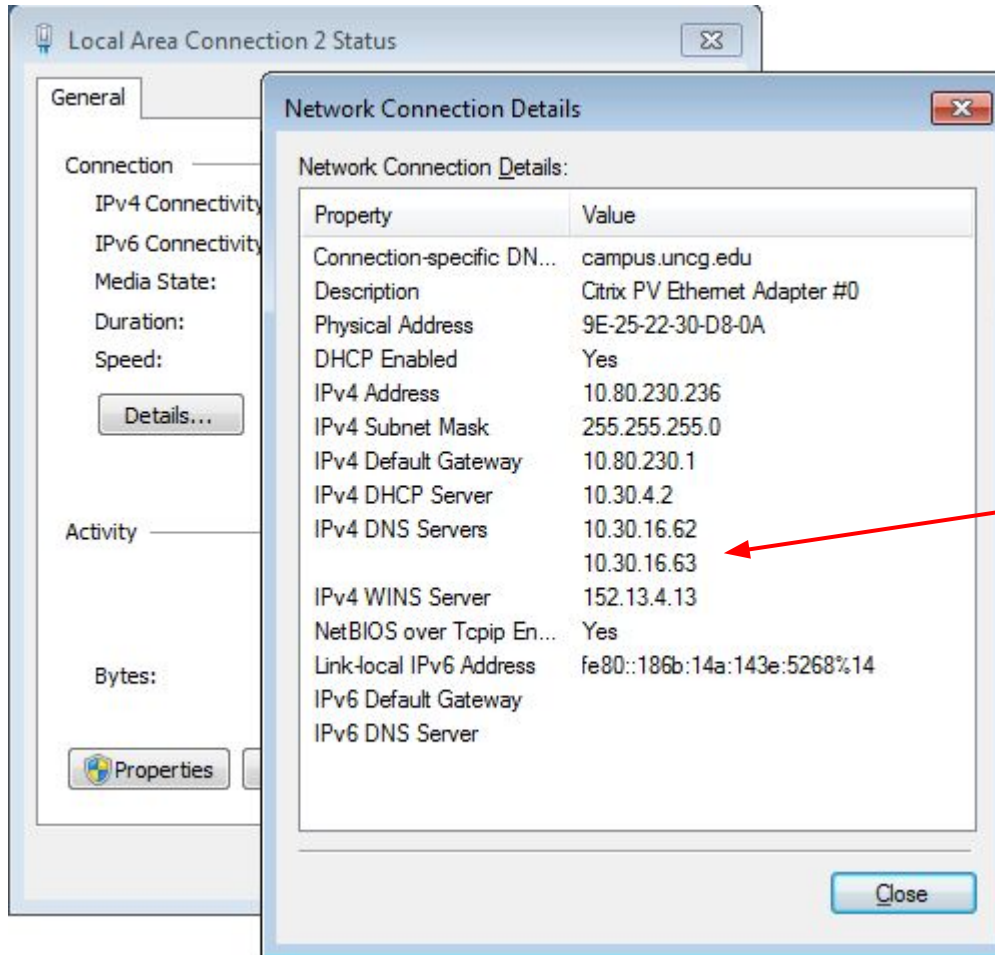 Local Area Connection 2 Status
General
Connection
IPv4 Connectivity
IPv6 Connectivity
Media State:
Duration:
Speed:
Details...
Activity
Bytes:
Properties
Network Connection Details
Network Connection Details:
Property Value
Connection-specific DN... campus.uncg.edu
Description Citrix PV Ethernet Adapter #0
Physical Address 9E-25-22-30-D8-0A
DHCP Enabled Yes
IPv4 Address 10.80.230.236
IPv4 Subnet Mask 255.255.255.0
IPv4 Default Gateway 10.80.230.1
IPv4 DHCP Server 10.30.4.2
IPv4 DNS Servers 10.30.16.62
10.30.16.63
IPv4 WINS Server 152.13.4.13
NetBIOS over Tcpip En... Yes
Link-local IPv6 Address fe80::186b:14a:143e:5268%14
IPv6 Default Gateway
IPv6 DNS Server
Close